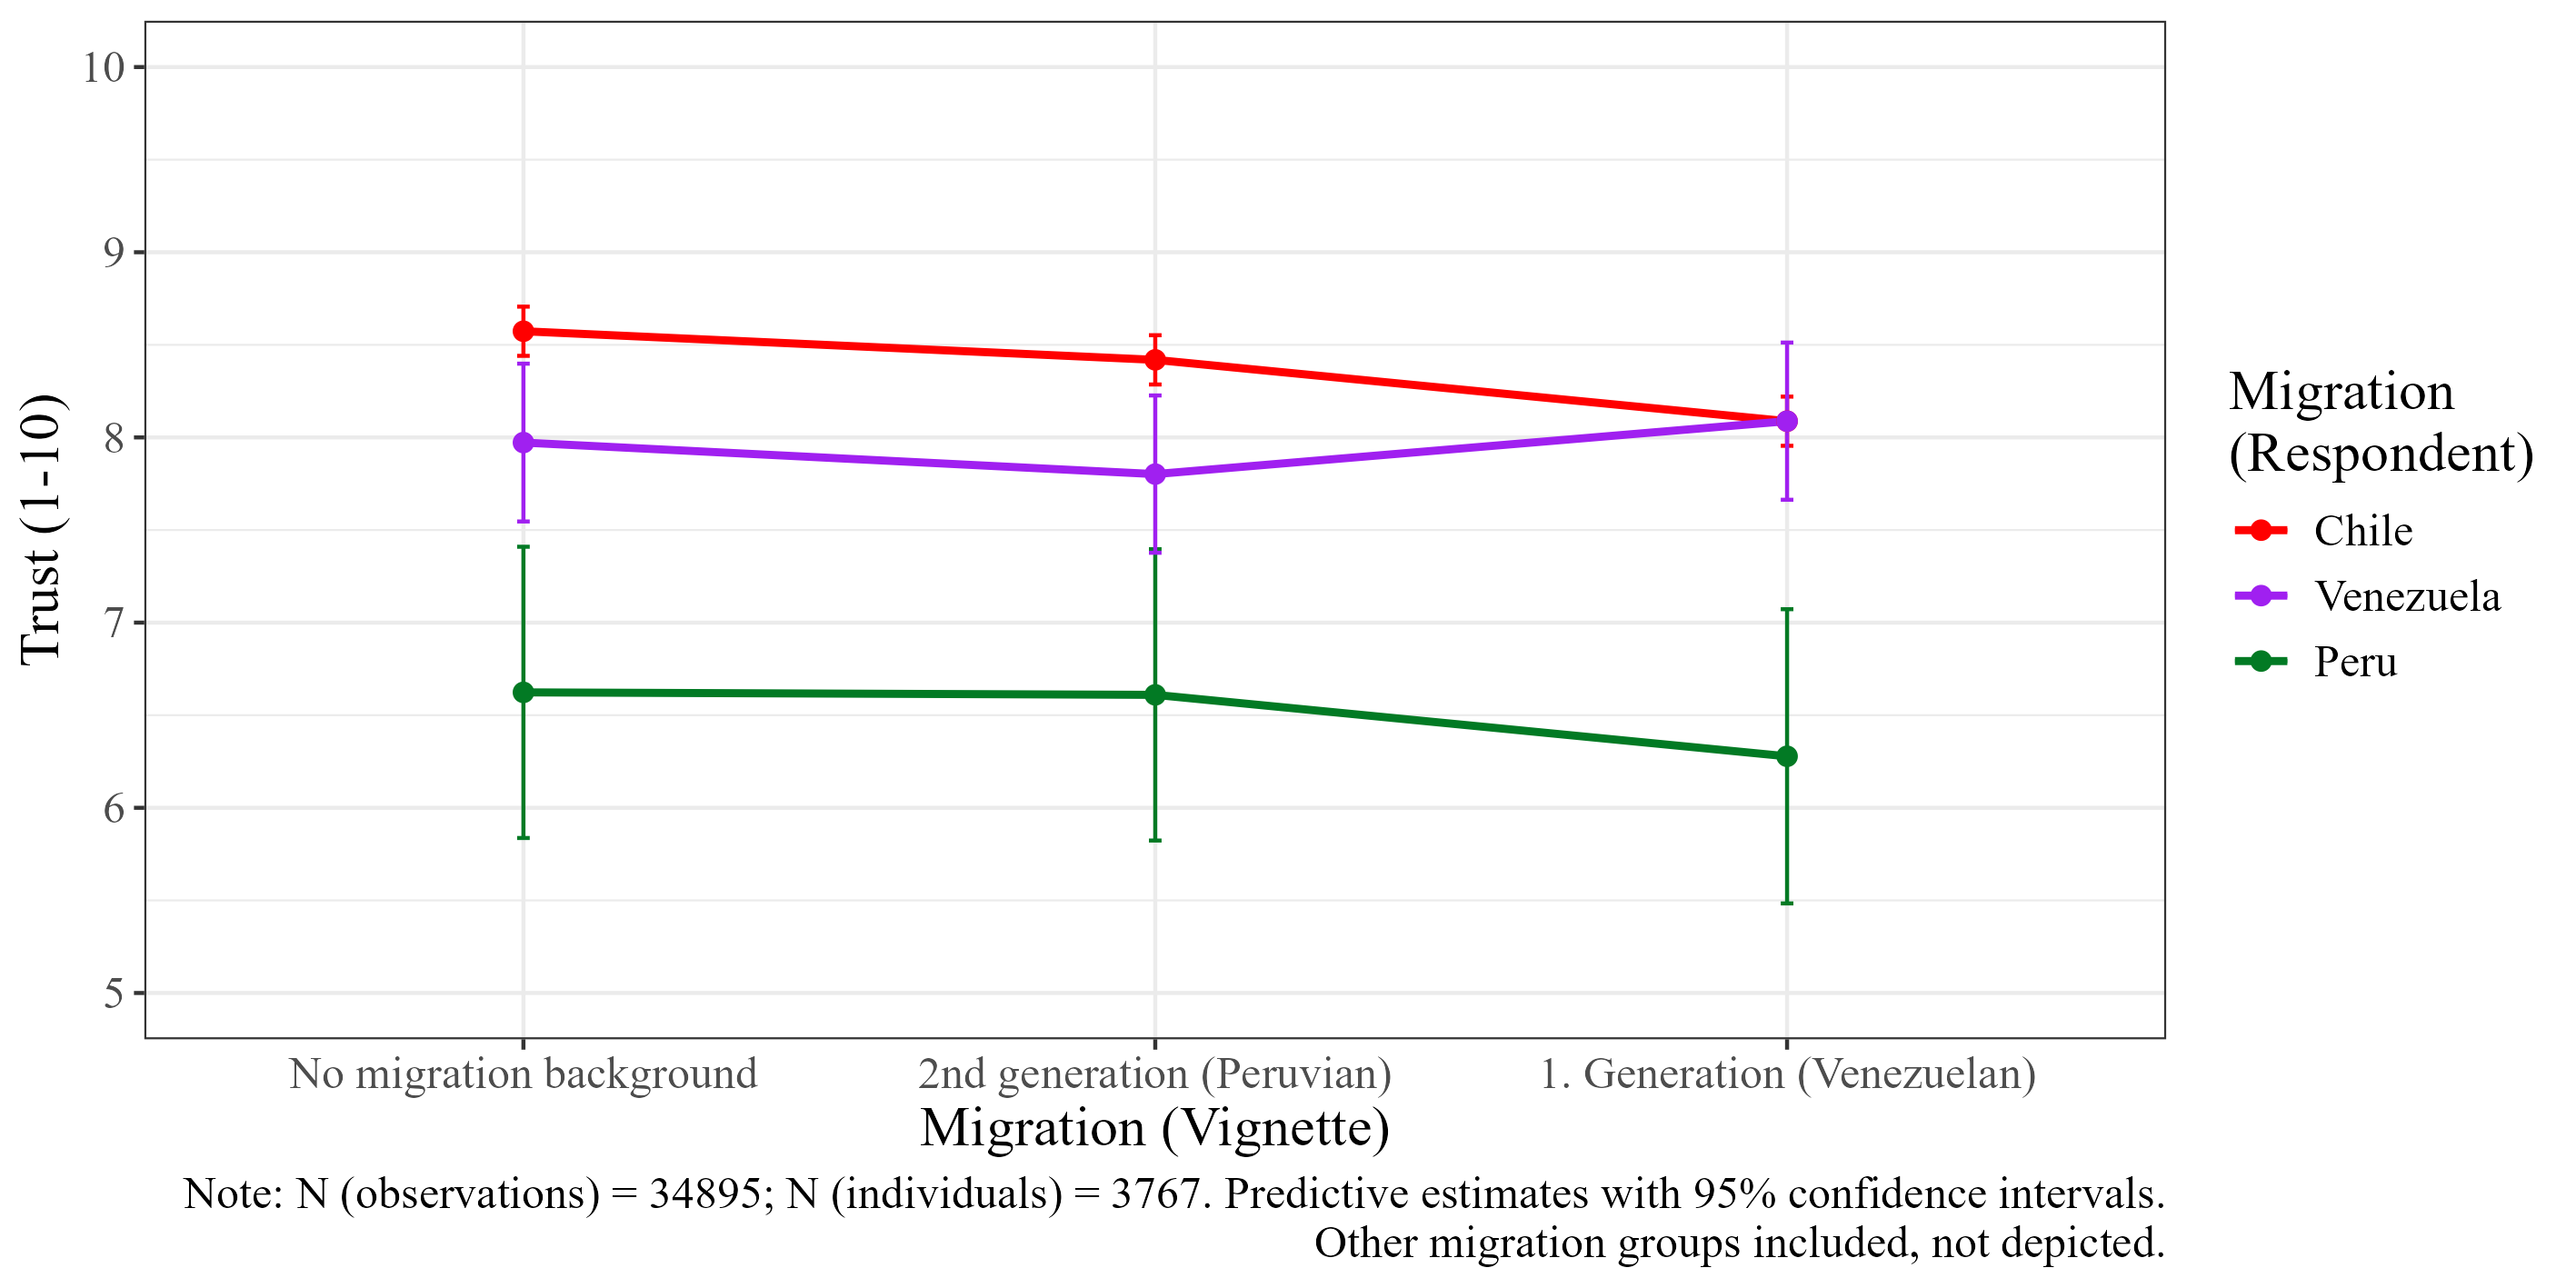 10
9
8
7
6
5
Trust (1-10)
No migration background
2nd generation (Peruvian)
1. Generation (Venezuelan)
Migration (Vignette)
Migration
(Respondent)
Chile
Venezuela
Peru
Note: N (observations) = 34895; N (individuals) = 3767. Predictive estimates with 95% confidence intervals.
Other migration groups included, not depicted.